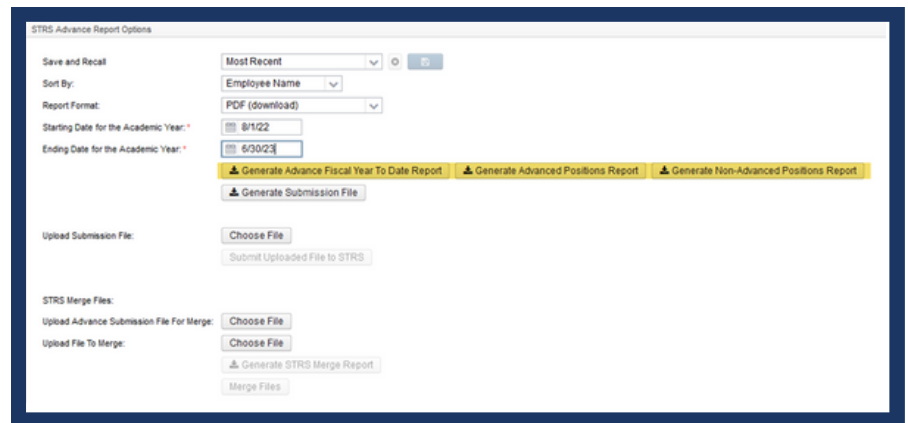 STRS Advance Report Options
Save and Recall Most Recent
Sort By: Employee Name
Report Format: PDF (download)
Starting Date for the Academic Year: * 8/1/22
Ending Date for the Academic Year: * 6/30/23
Generate Advance Fiscal Year To Date Report Generate Advanced Positions Report Generate Non-Advanced Positions Report
Generate Submission File
Upload Submission File: Choose File
Submit Uploaded File to STRS
STRS Merge Files:
Upload Advance Submission File For Merge: Choose File
Upload File To Merge: Choose File
Generate STRS Merge Report
Merge Files